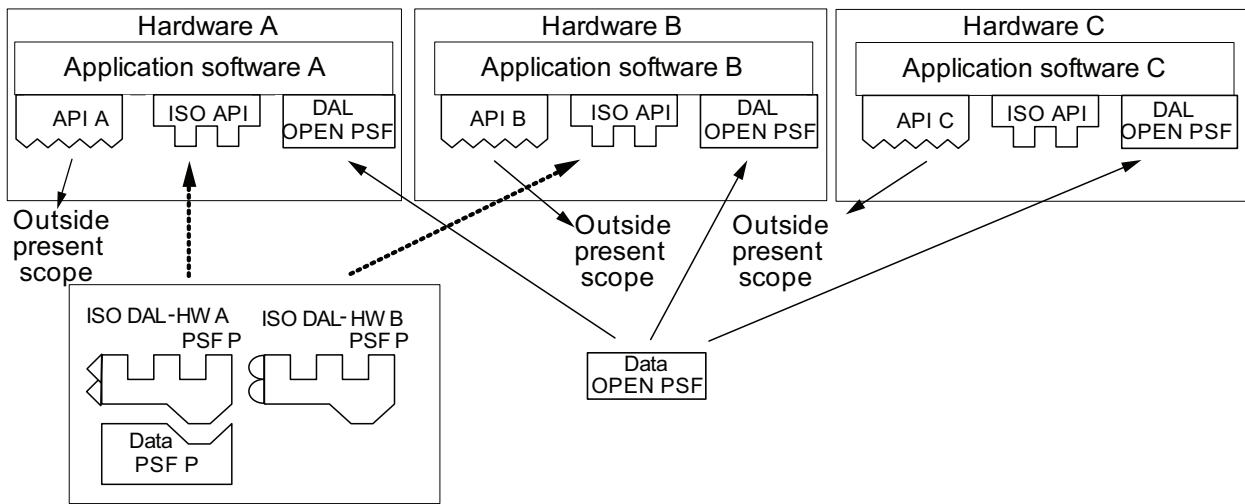 Hardware A
Application software A
API A
ISO API
DAL
OPEN PSF
Hardware B
Application software B
API B
ISO API
DAL
OPEN PSF
Hardware C
Application software C
API C
ISO API
DAL
OPEN PSF
Outside
present
scope
Outside
present
scope
Outside
present
scope
ISO DAL-HW A
PSF P
ISO DAL-HW B
PSF P
Data
PSF P
Data
OPEN PSF